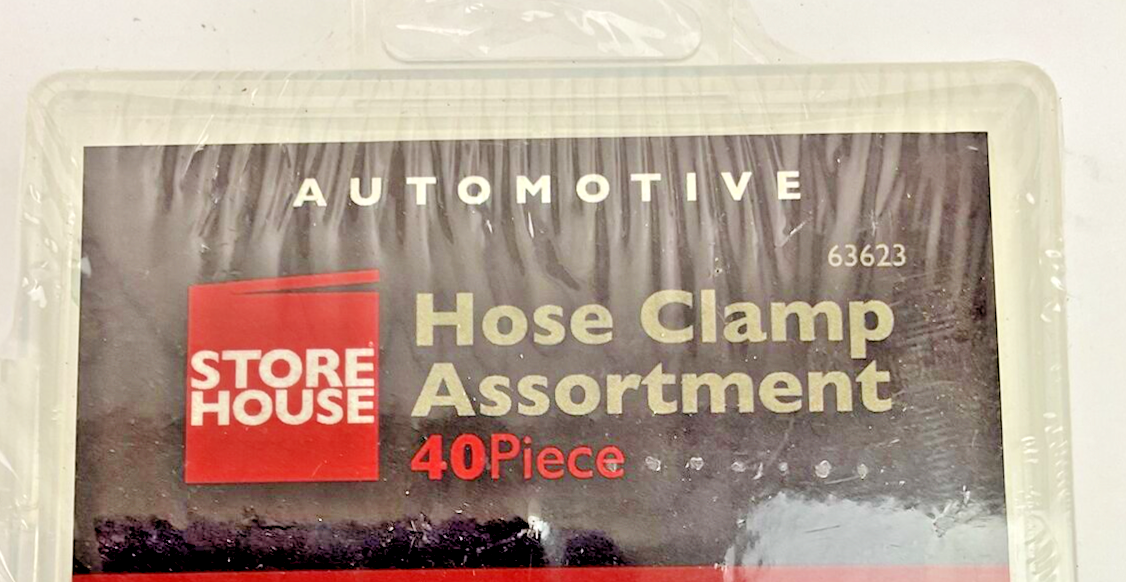 AUTOMOTIVE
63623
STORE
HOUSE
Hose Clamp
Assortment
40Piece